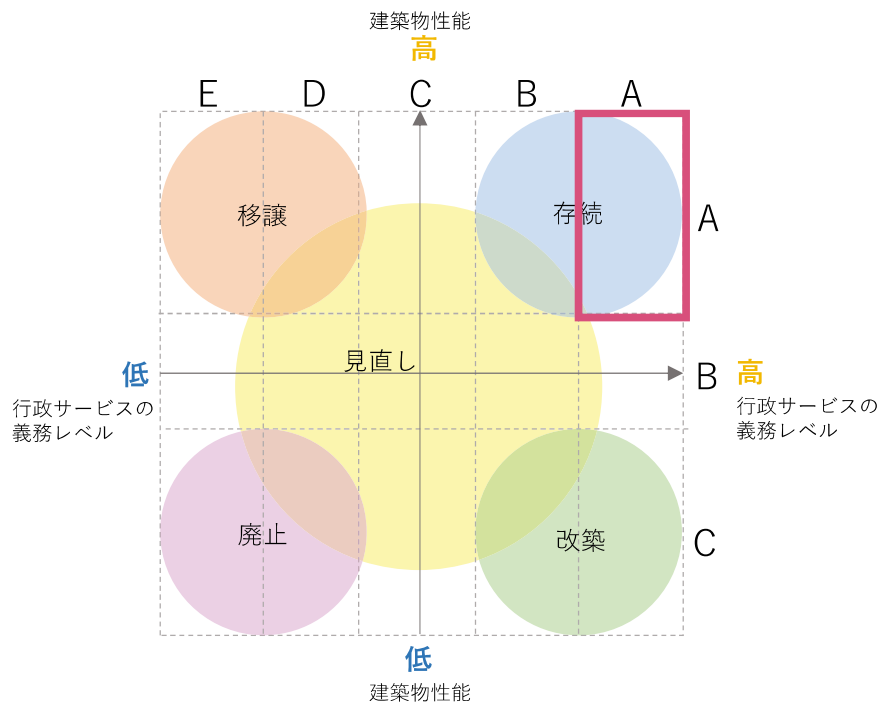 建築物性能
高
E D C B A
移譲 存続 A
見直し
低 B 高
行政サービスの
義務レベル
行政サービスの
義務レベル
廃止 改築 C
低
建築物性能